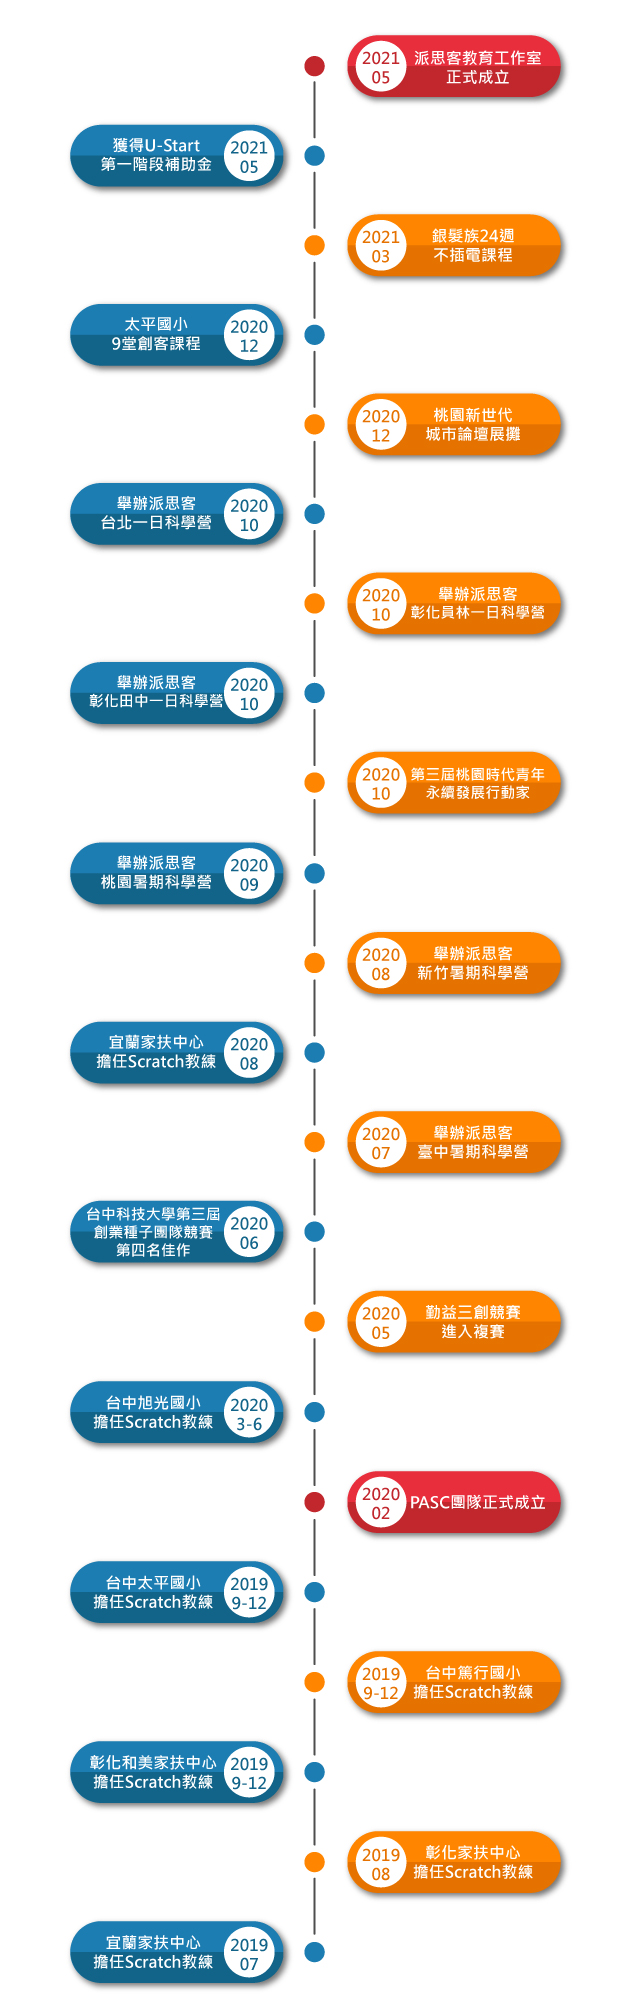 2021
05
派思客教育工作室
正式成立
獲得U-Start
第一階段補助金
2021
05
2021
03
銀髮族24週
不插電課程
太平國小
9堂創客課程
2020
12
2020
12
桃園新世代
城市論壇展攤
舉辦派思客
台北一日科學營
2020
10
2020
10
舉辦派思客
彰化員林一日科學營
舉辦派思客
彰化田中一日科學營
2020
10
2020
10
第三屆桃園時代青年
永續發展行動家
舉辦派思客
桃園暑期科學營
2020
09
2020
08
舉辦派思客
新竹暑期科學營
宜蘭家扶中心
擔任Scratch教練
2020
08
2020
07
舉辦派思客
臺中暑期科學營
台中科技大學第三屆
創業種子團隊競賽
第四名佳作
2020
06
2020
05
勤益三創競賽
進入複賽
台中旭光國小
擔任Scratch教練
2020
3-6
2020
02
PASC團隊正式成立
台中太平國小
擔任Scratch教練
2019
9-12
2019
9-12
台中篤行國小
擔任Scratch教練
彰化和美家扶中心
擔任Scratch教練
2019
9-12
2019
08
彰化家扶中心
擔任Scratch教練
宜蘭家扶中心
擔任Scratch教練
2019
07